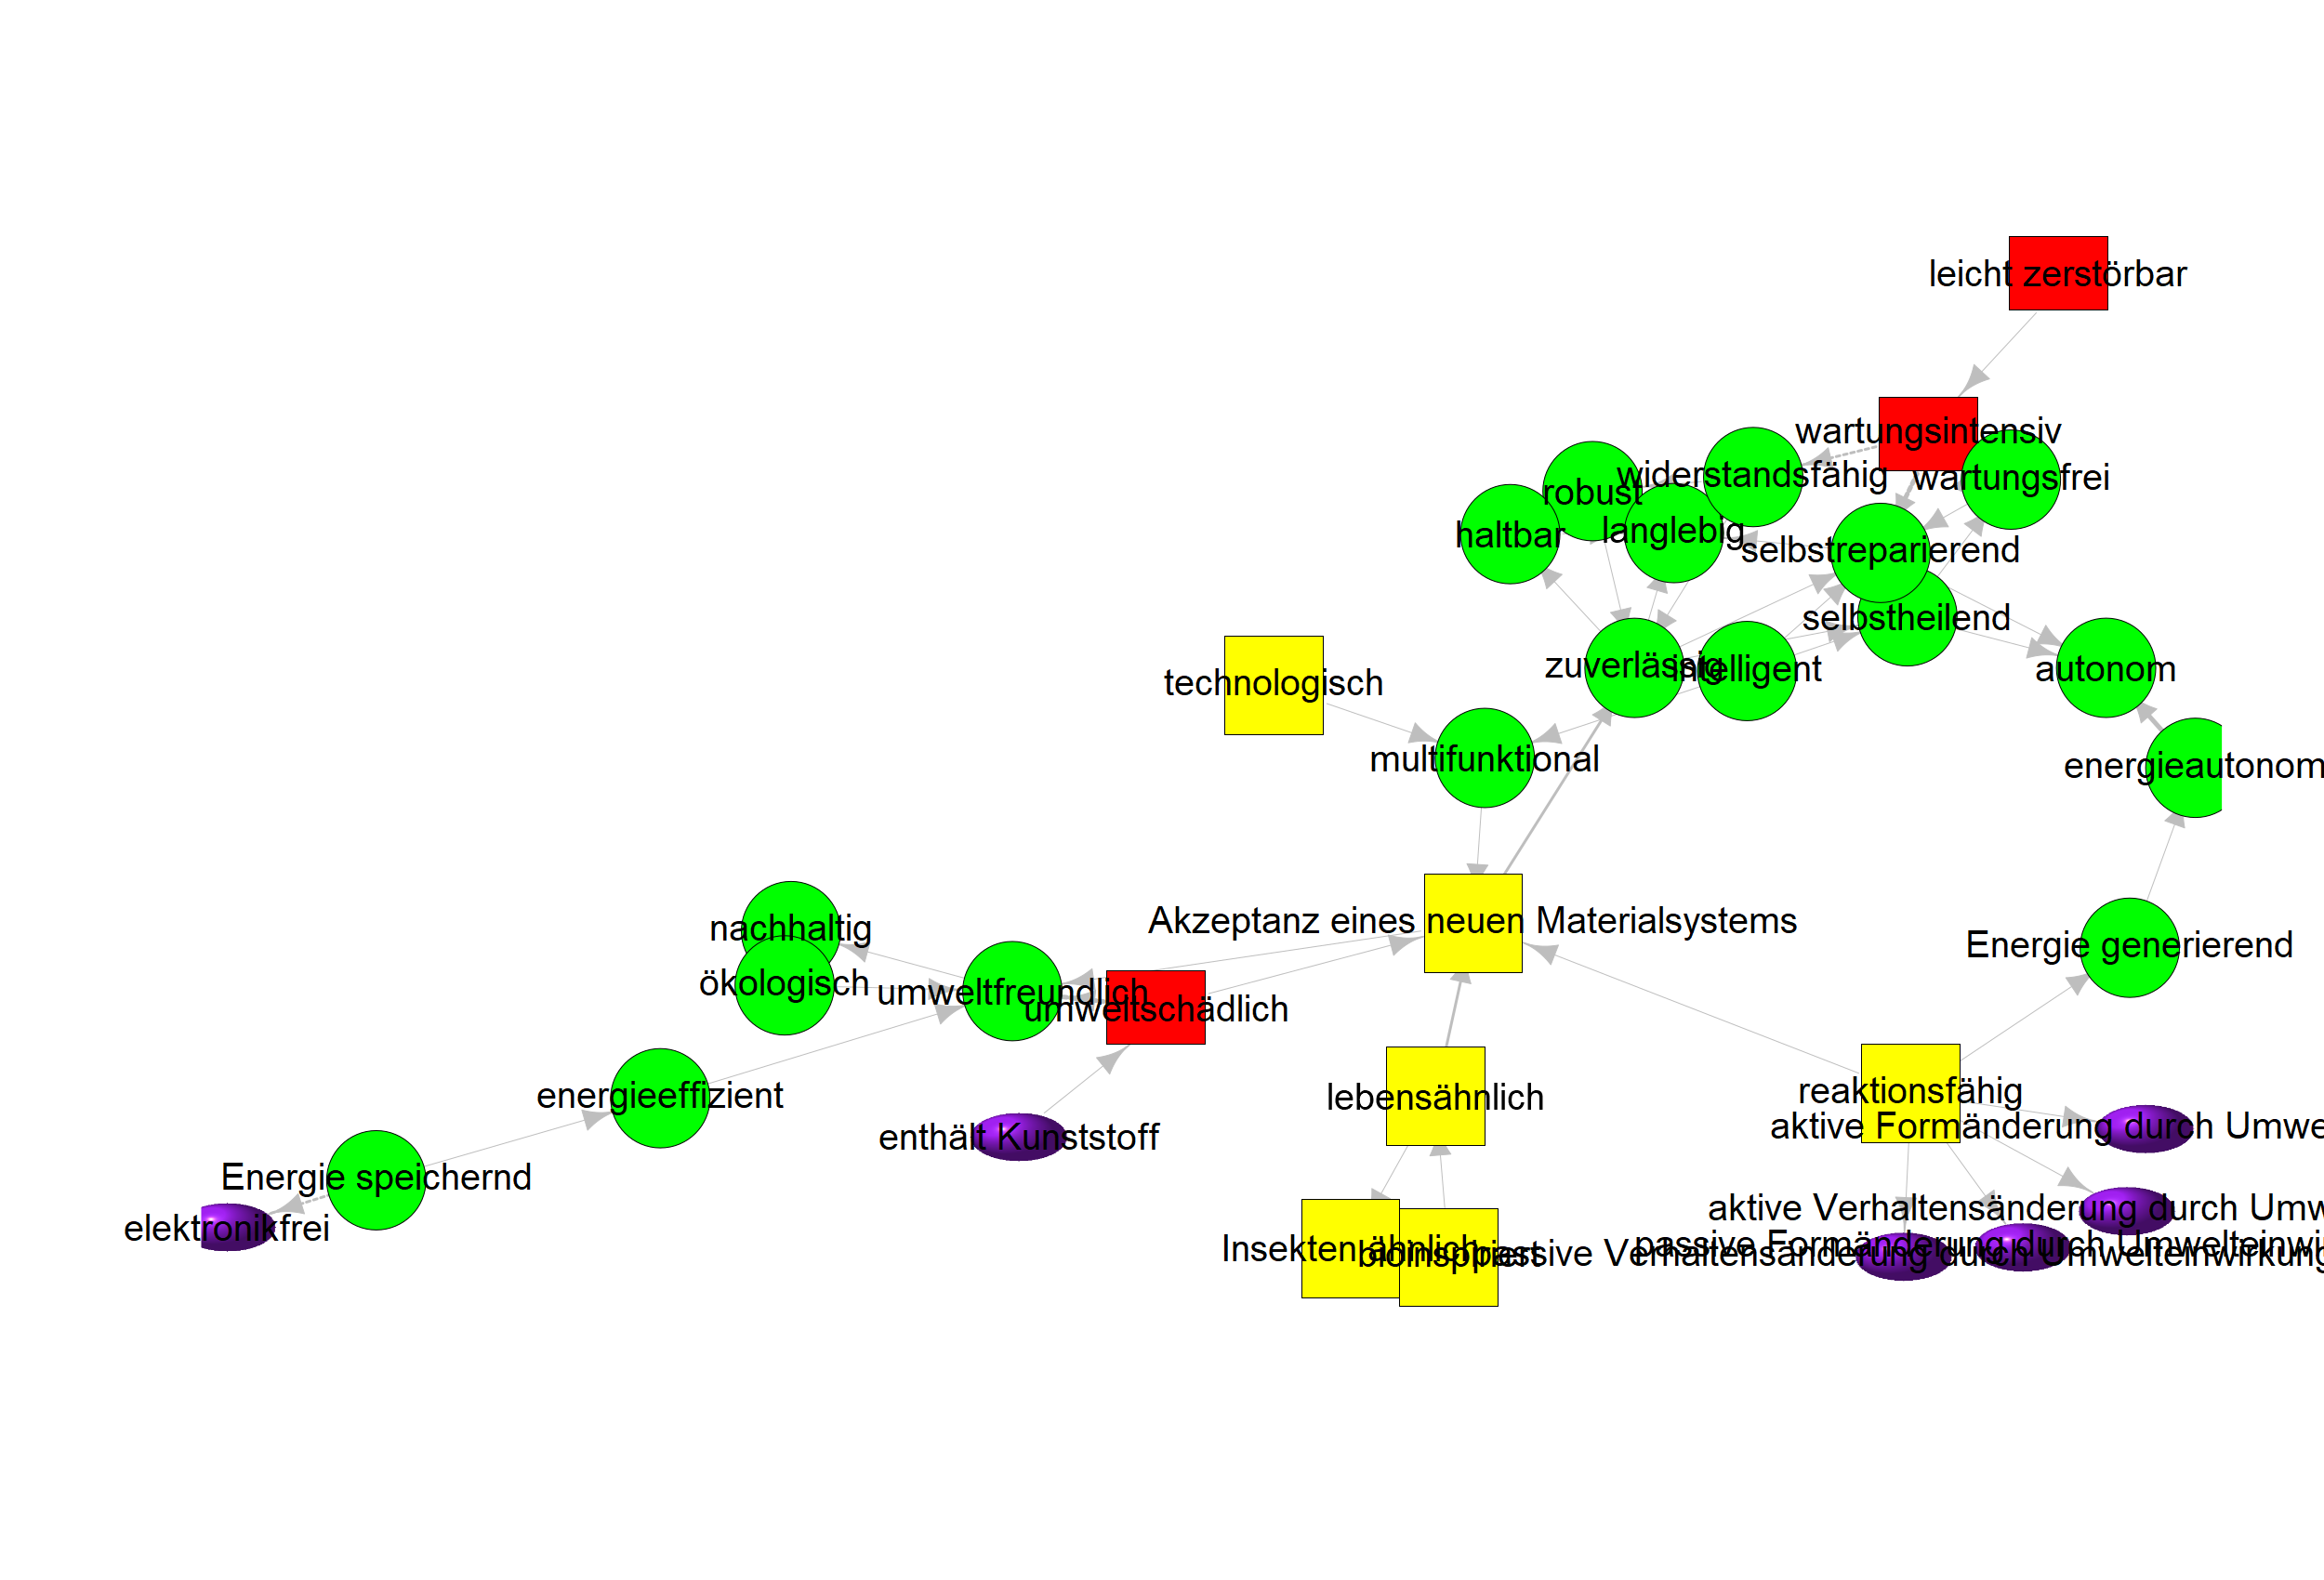 leicht zerstörbar
wartungsintensiv
widerstandsfähig
wartungsfrei
robust
haltbar
langlebig
selbstreparierend
selbstheilend
zuverlässig
intelligent
autonom
technologisch
multifunktional
energieautonom
Akzeptanz eines neuen Materialsystems
nachhaltig
Energie generierend
ökologisch
umweltfreundlich
umweltschädlich
energieeffizient
lebensähnlich
reaktionsfähig
aktive Formänderung durch Umwe
enthält Kunststoff
Energie speichernd
aktive Verhaltensänderung durch Umw
elektronikfrei
Insekten ähnlich
bioinspiriert
passive Formänderung durch Umwelteinwi
passive Verhaltensänderung durch Umwelteinwirkung